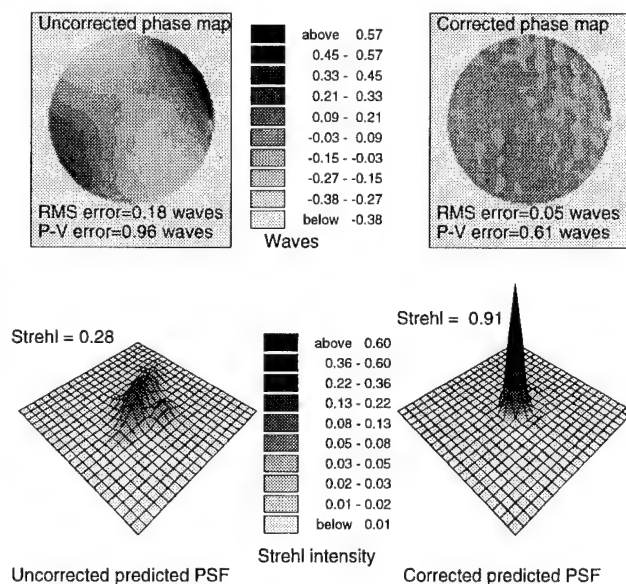 Uncorrected phase map
RMS error=0.18 waves
P-V error=0.96 waves
above 0.57
0.45 - 0.57
0.33 - 0.45
0.21 - 0.33
0.09 - 0.21
-0.03 - 0.09
-0.15 - -0.03
-0.27 - -0.15
-0.38 - -0.27
below -0.38
Waves
Corrected phase map
RMS error=0.05 waves
P-V error=0.61 waves
Strehl = 0.28
above 0.60
0.36 - 0.60
0.22 - 0.36
0.13 - 0.22
0.08 - 0.13
0.05 - 0.08
0.03 - 0.05
0.02 - 0.03
0.01 - 0.02
below 0.01
Strehl intensity
Strehl = 0.91
Uncorrected predicted PSF
Corrected predicted PSF